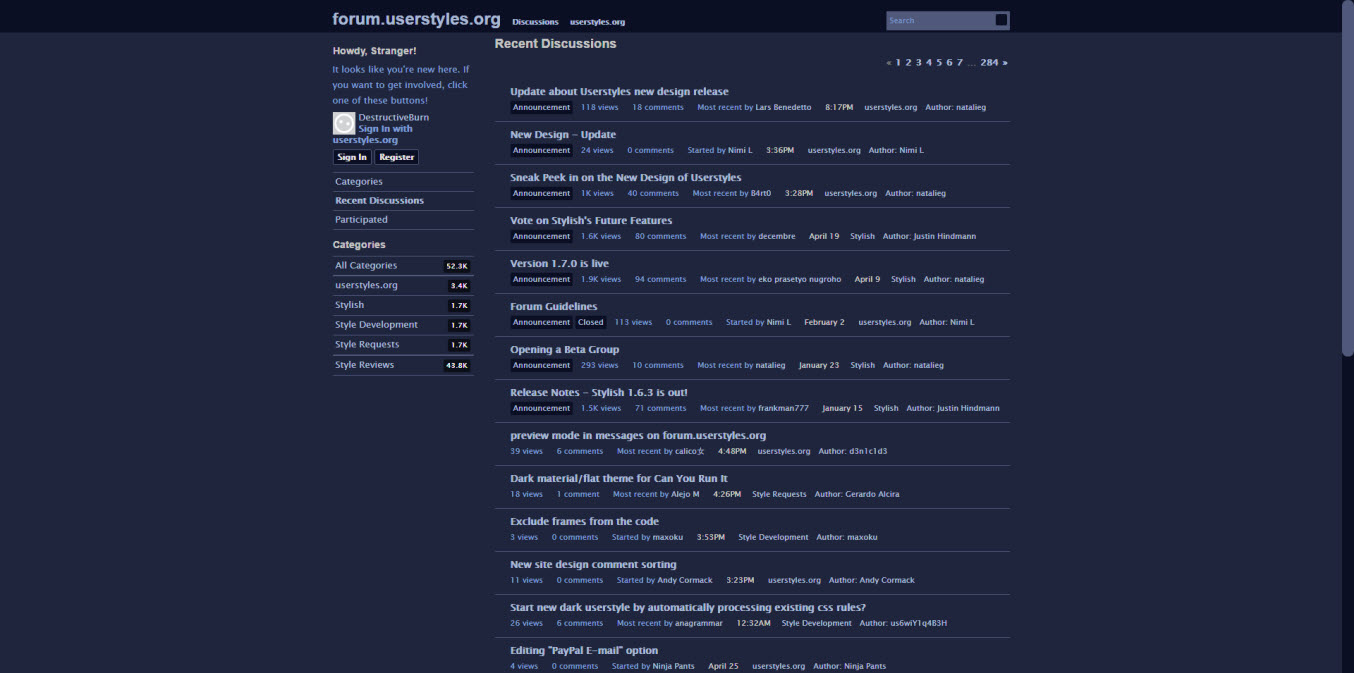 forum.userstyles.org Discussions userstyles.org Search
Howdy, Stranger!
It looks like you're new here. If
you want to get involved, click
one of these buttons!
DestructiveBurn
Sign In with
userstyles.org
Sign In Register
Categories
Recent Discussions
Participated
Categories
All Categories 52.3K
userstyles.org 3.4K
Stylish 1.7K
Style Development 1.7K
Style Requests 1.7K
Style Reviews 43.8K
Recent Discussions
« 1 2 3 4 5 6 7 … 284 »
Update about Userstyles new design release
Announcement 118 views 18 comments Most recent by Lars Benedetto 8:17PM userstyles.org Author: natalieg
New Design - Update
Announcement 24 views 0 comments Started by Nimi L 3:36PM userstyles.org Author: Nimi L
Sneak Peek in on the New Design of Userstyles
Announcement 1K views 40 comments Most recent by B4rt0 3:28PM userstyles.org Author: natalieg
Vote on Stylish's Future Features
Announcement 1.6K views 80 comments Most recent by decembre April 19 Stylish Author: Justin Hindmann
Version 1.7.0 is live
Announcement 1.9K views 94 comments Most recent by eko prasetyo nugroho April 9 Stylish Author: natalieg
Forum Guidelines
Announcement Closed 113 views 0 comments Started by Nimi L February 2 userstyles.org Author: Nimi L
Opening a Beta Group
Announcement 293 views 10 comments Most recent by natalieg January 23 Stylish Author: natalieg
Release Notes - Stylish 1.6.3 is out!
Announcement 1.5K views 71 comments Most recent by frankman777 January 15 Stylish Author: Justin Hindmann
preview mode in messages on forum.userstyles.org
39 views 6 comments Most recent by calico女 4:48PM userstyles.org Author: d3n1c1d3
Dark material/flat theme for Can You Run It
18 views 1 comment Most recent by Alejo M 4:26PM Style Requests Author: Gerardo Alcira
Exclude frames from the code
3 views 0 comments Started by maxoku 3:53PM Style Development Author: maxoku
New site design comment sorting
11 views 0 comments Started by Andy Cormack 3:23PM userstyles.org Author: Andy Cormack
Start new dark userstyle by automatically processing existing css rules?
26 views 6 comments Most recent by anagrammar 12:32AM Style Development Author: us6wiY1q4B3H
Editing "PayPal E-mail" option
4 views 0 comments Started by Ninja Pants April 25 userstyles.org Author: Ninja Pants